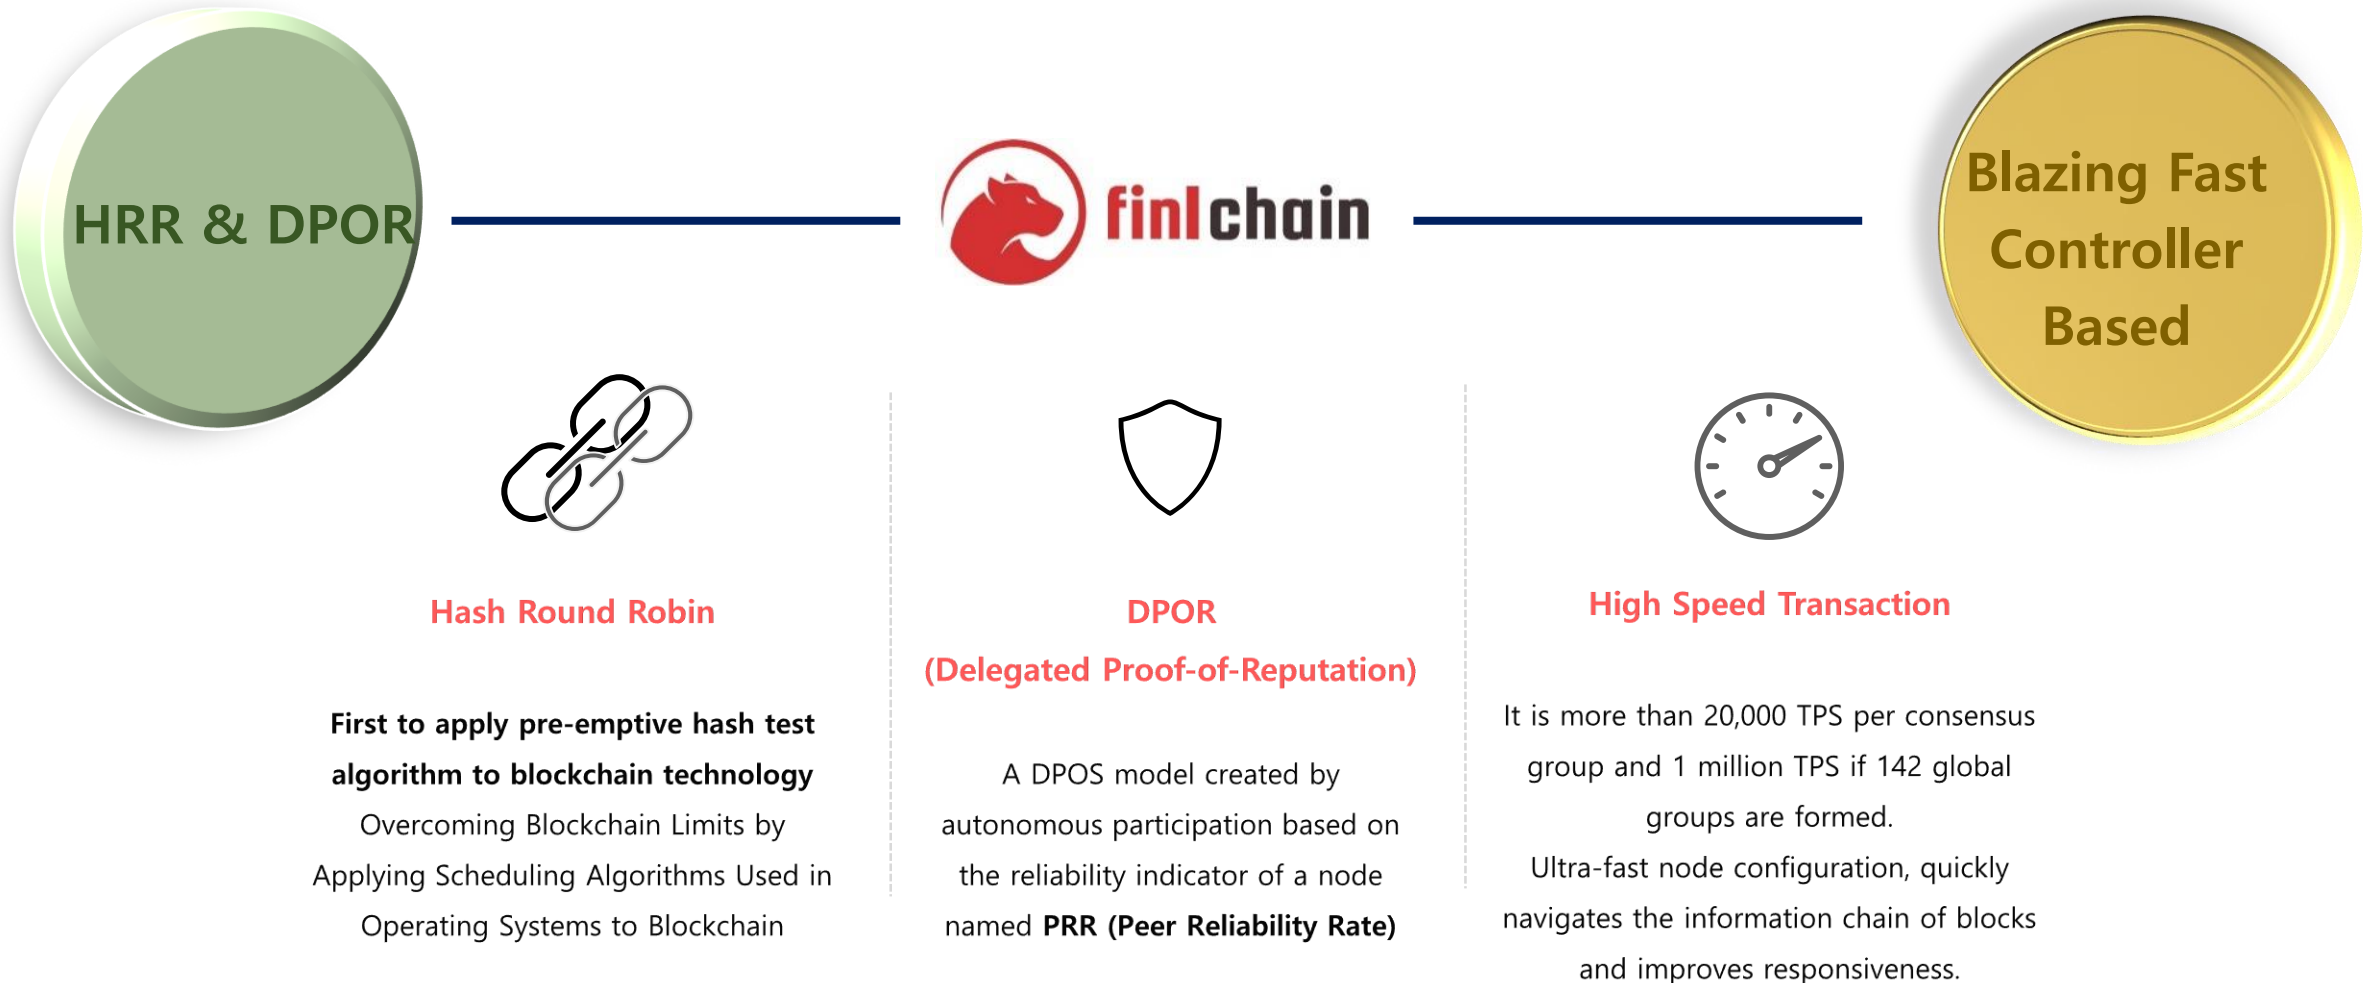 HRR & DPOR
finlchain
Blazing Fast
Controller
Based
Hash Round Robin
First to apply pre-emptive hash test
algorithm to blockchain technology
Overcoming Blockchain Limits by
Applying Scheduling Algorithms Used in
Operating Systems to Blockchain
DPOR
(Delegated Proof-of-Reputation)
A DPOS model created by
autonomous participation based on
the reliability indicator of a node
named PRR (Peer Reliability Rate)
High Speed Transaction
It is more than 20,000 TPS per consensus
group and 1 million TPS if 142 global
groups are formed.
Ultra-fast node configuration, quickly
navigates the information chain of blocks
and improves responsiveness.